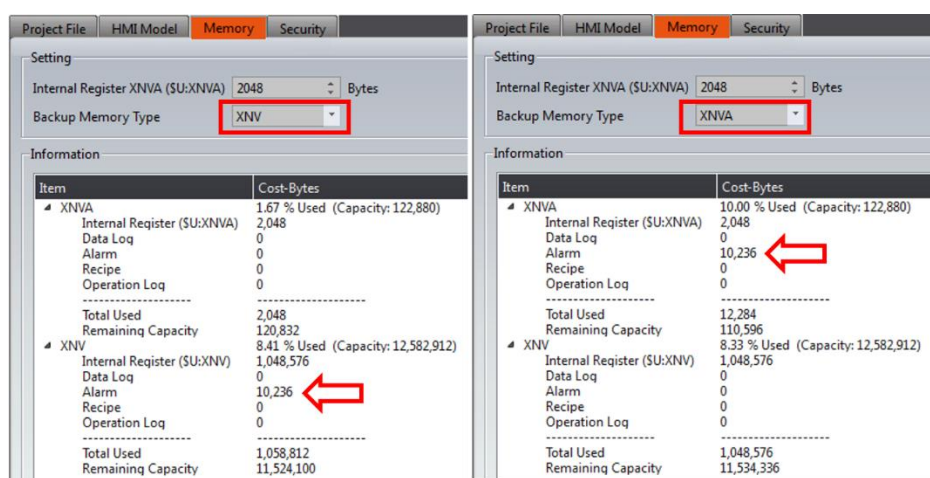 Project File HMI Model Memory Security
Setting
Internal Register XNVA ($U:XNVA) 2048 Bytes
Backup Memory Type XNV
Information
Item Cost-Bytes
XNVA 1.67 % Used (Capacity: 122,880)
Internal Register ($U:XNVA) 2,048
Data Log 0
Alarm 0
Recipe 0
Operation Log 0
-------------------- --------------------
Total Used 2,048
Remaining Capacity 120,832
XNV 8.41 % Used (Capacity: 12,582,912)
Internal Register ($U:XNV) 1,048,576
Data Log 0
Alarm 10,236
Recipe 0
Operation Log 0
-------------------- --------------------
Total Used 1,058,812
Remaining Capacity 11,524,100
Project File HMI Model Memory Security
Setting
Internal Register XNVA ($U:XNVA) 2048 Bytes
Backup Memory Type XNVA
Information
Item Cost-Bytes
XNVA 10.00 % Used (Capacity: 122,880)
Internal Register ($U:XNVA) 2,048
Data Log 0
Alarm 10,236
Recipe 0
Operation Log 0
-------------------- --------------------
Total Used 12,284
Remaining Capacity 110,596
XNV 8.33 % Used (Capacity: 12,582,912)
Internal Register ($U:XNV) 1,048,576
Data Log 0
Alarm 0
Recipe 0
Operation Log 0
-------------------- --------------------
Total Used 1,048,576
Remaining Capacity 11,534,336